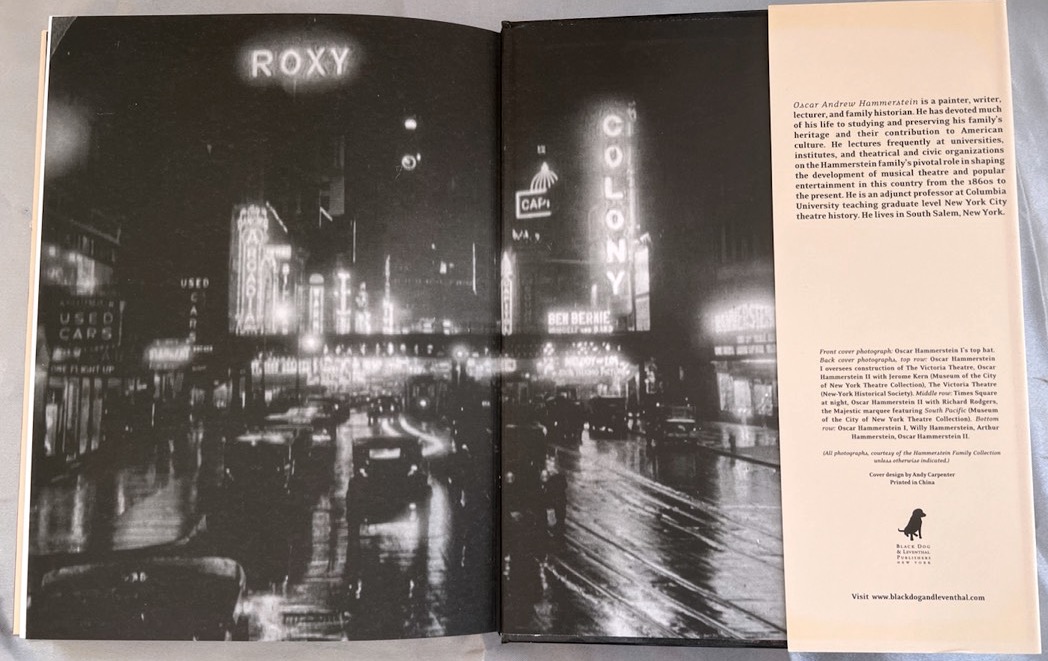 ROXY
COLONY
CAPI
USED
CARS
USED
CARS
BEN BERNIE
Oscar Andrew Hammerstein is a painter, writer,
lecturer, and family historian. He has devoted much
of his life to studying and preserving his family's
heritage and their contribution to American
culture. He lectures frequently at universities,
institutes, and theatrical and civic organizations
on the Hammerstein family's pivotal role in shaping
the development of musical theatre and popular
entertainment in this country from the 1860s to
the present. He is an adjunct professor at Columbia
University teaching graduate level New York City
theatre history. He lives in South Salem, New York.
Front cover photograph: Oscar Hammerstein I's top hat.
Back cover photographs, top row: Oscar Hammerstein
I oversees construction of The Victoria Theatre, Oscar
Hammerstein II with Jerome Kern (Museum of the City
of New York Theatre Collection), The Victoria Theatre
(New-York Historical Society). Middle row: Times Square
at night, Oscar Hammerstein II with Richard Rodgers,
the Majestic marquee featuring South Pacific (Museum
of the City of New York Theatre Collection). Bottom
row: Oscar Hammerstein I, Willy Hammerstein, Arthur
Hammerstein, Oscar Hammerstein II.
(All photographs, courtesy of the Hammerstein Family Collection
unless otherwise indicated.)
Cover design by Andy Carpenter
Printed in China
BLACK DOG
& LEVENTHAL
PUBLISHERS
NEW YORK
Visit www.blackdogandleventhal.com